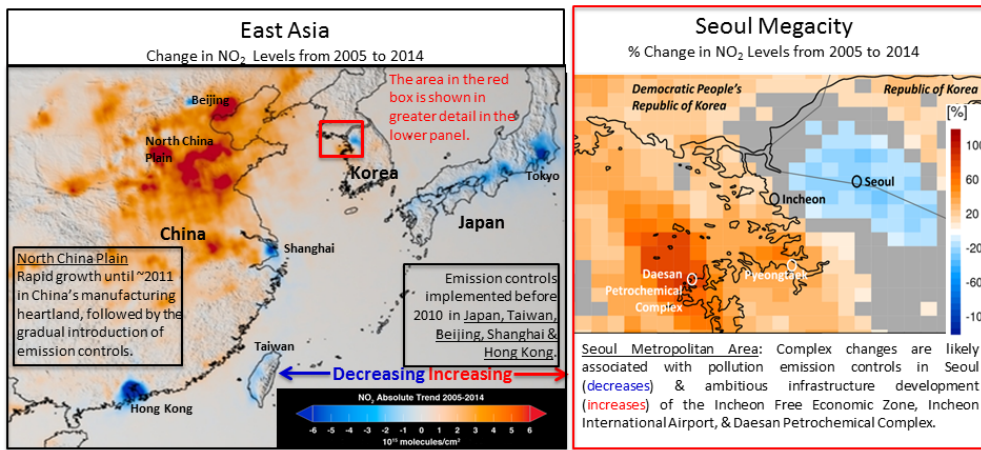 East Asia
Change in NO₂ Levels from 2005 to 2014
The area in the red
box is shown in
greater detail in the
lower panel.
Beijing
North China
Plain
Korea
Tokyo
Japan
China
Shanghai
North China Plain
Rapid growth until ~2011
in China's manufacturing
heartland, followed by the
gradual introduction of
emission controls.
Emission controls
implemented before
2010 in Japan, Taiwan,
Beijing, Shanghai &
Hong Kong.
Taiwan
Decreasing Increasing
Hong Kong
NO₂ Absolute Trend 2005-2014
-6 -5 -4 -3 -2 -1 0 1 2 3 4 5 6
10¹⁵ molecules/cm²
Seoul Megacity
% Change in NO₂ Levels from 2005 to 2014
Democratic People's
Republic of Korea
Republic of Korea
[%]
100
60
20
-20
-60
-100
Seoul
Incheon
Daesan
Petrochemical
Complex
Pyeongtaek
Seoul Metropolitan Area: Complex changes are likely
associated with pollution emission controls in Seoul
(decreases) & ambitious infrastructure development
(increases) of the Incheon Free Economic Zone, Incheon
International Airport, & Daesan Petrochemical Complex.